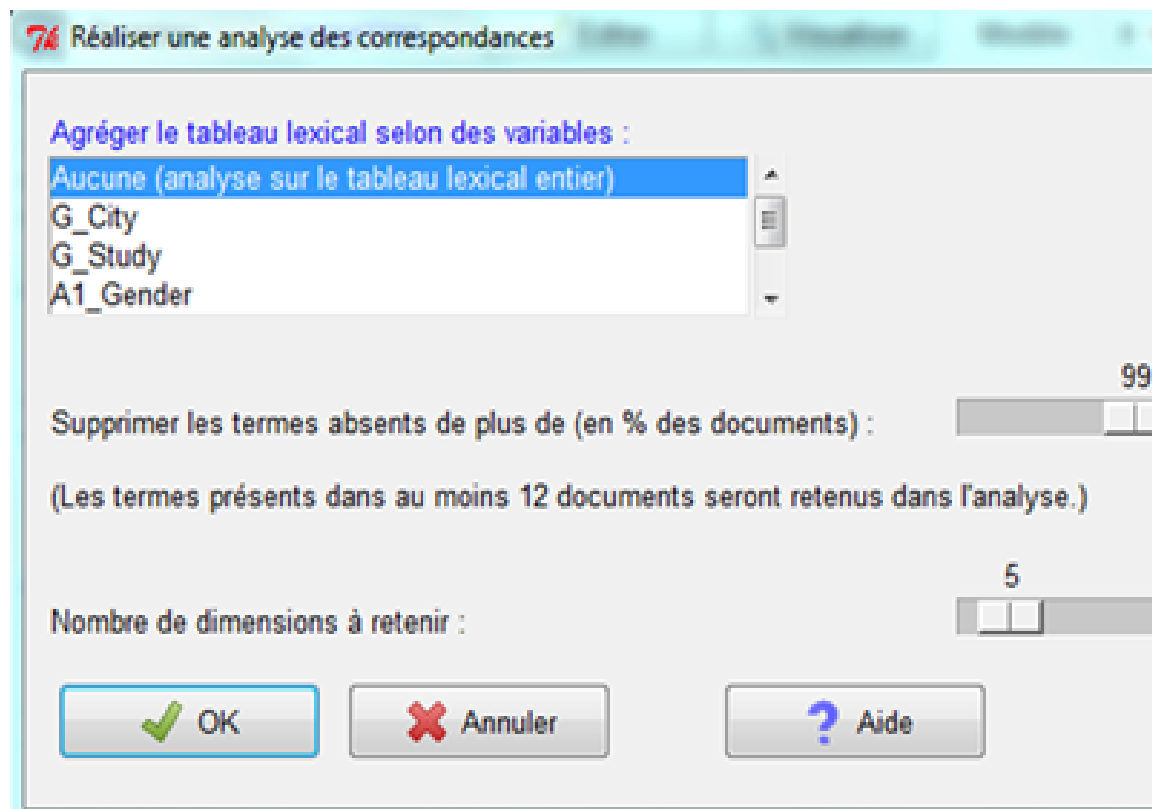 Réaliser une analyse des correspondances
Agréger le tableau lexical selon des variables :
Aucune (analyse sur le tableau lexical entier)
G_City
G_Study
A1_Gender
99
Supprimer les termes absents de plus de (en % des documents) :
(Les termes présents dans au moins 12 documents seront retenus dans l'analyse.)
5
Nombre de dimensions à retenir :
OK Annuler ? Aide